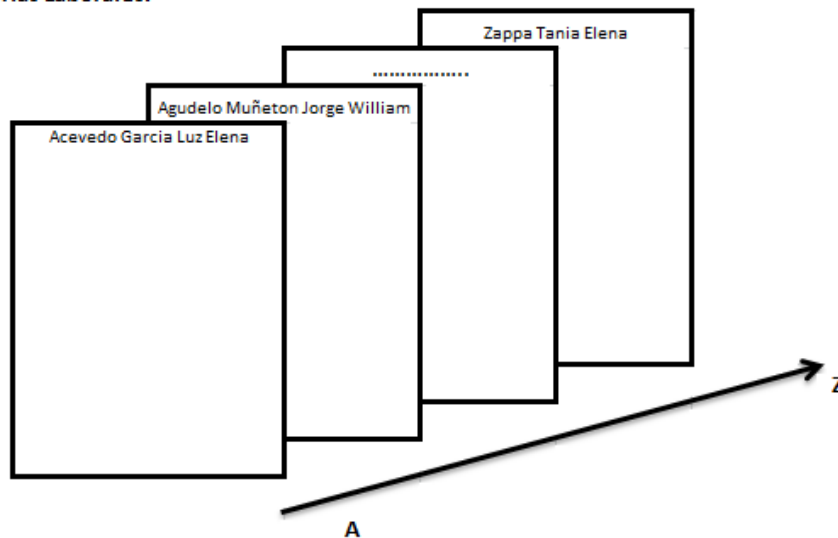 Zappa Tania Elena
................
Agudelo Muñeton Jorge William
Acevedo Garcia Luz Elena
Z
A